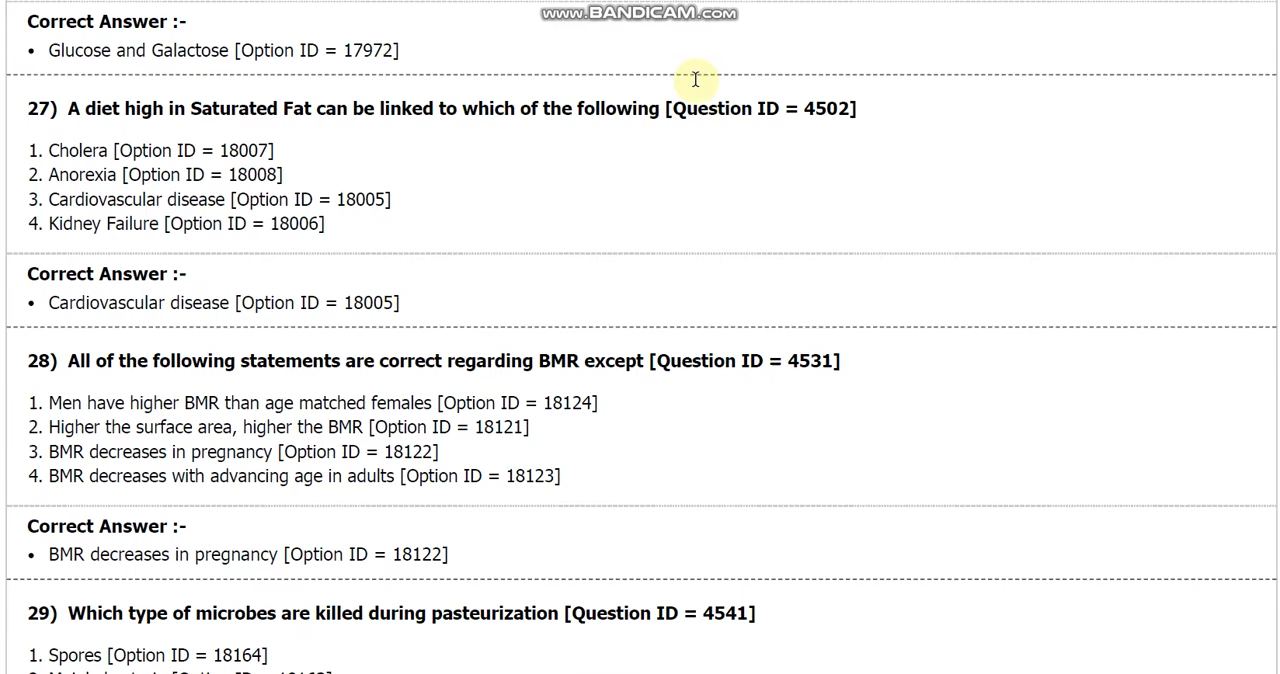 www.BANDICAM.com
Correct Answer :-
• Glucose and Galactose [Option ID = 17972]
27) A diet high in Saturated Fat can be linked to which of the following [Question ID = 4502]
1. Cholera [Option ID = 18007]
2. Anorexia [Option ID = 18008]
3. Cardiovascular disease [Option ID = 18005]
4. Kidney Failure [Option ID = 18006]
Correct Answer :-
• Cardiovascular disease [Option ID = 18005]
28) All of the following statements are correct regarding BMR except [Question ID = 4531]
1. Men have higher BMR than age matched females [Option ID = 18124]
2. Higher the surface area, higher the BMR [Option ID = 18121]
3. BMR decreases in pregnancy [Option ID = 18122]
4. BMR decreases with advancing age in adults [Option ID = 18123]
Correct Answer :-
• BMR decreases in pregnancy [Option ID = 18122]
29) Which type of microbes are killed during pasteurization [Question ID = 4541]
1. Spores [Option ID = 18164]